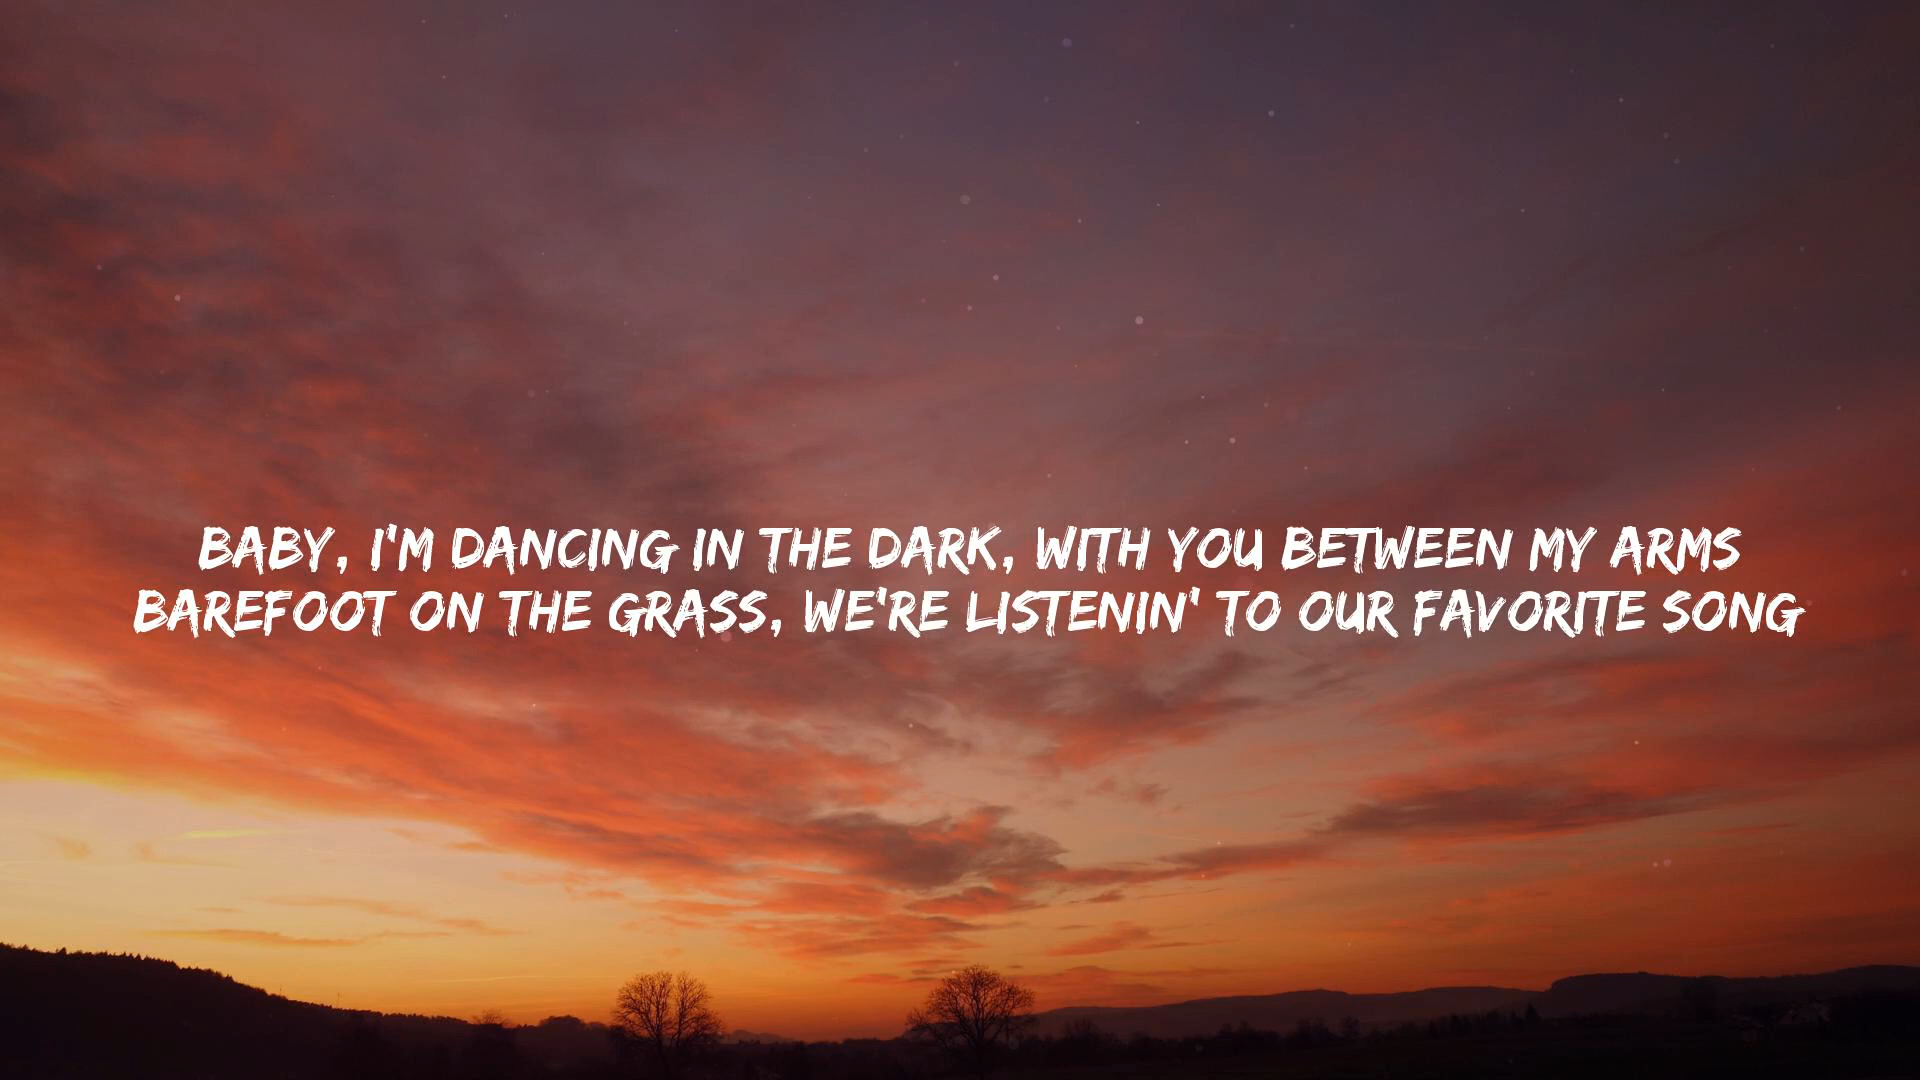 BABY, I'M DANCING IN THE DARK, WITH YOU BETWEEN MY ARMS
BAREFOOT ON THE GRASS, WE'RE LISTENIN' TO OUR FAVORITE SONG